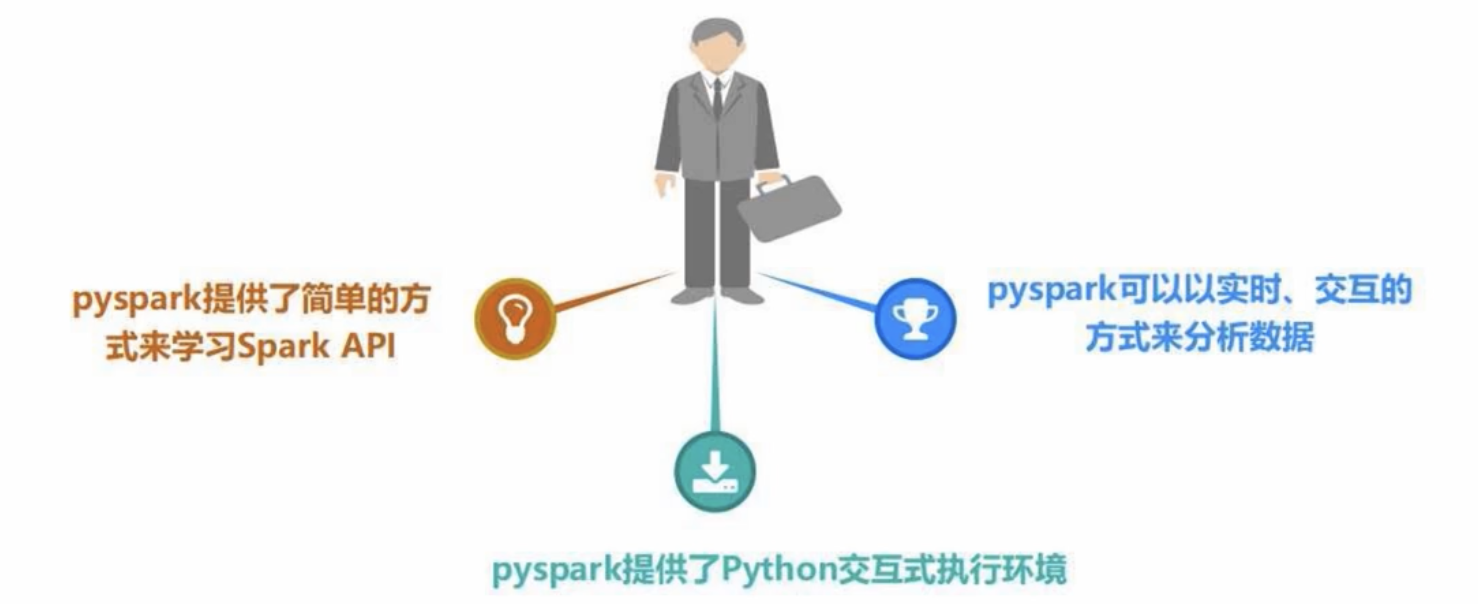 pyspark提供了简单的方
式来学习Spark API
pyspark可以以实时、交互的
方式来分析数据
pyspark提供了Python交互式执行环境